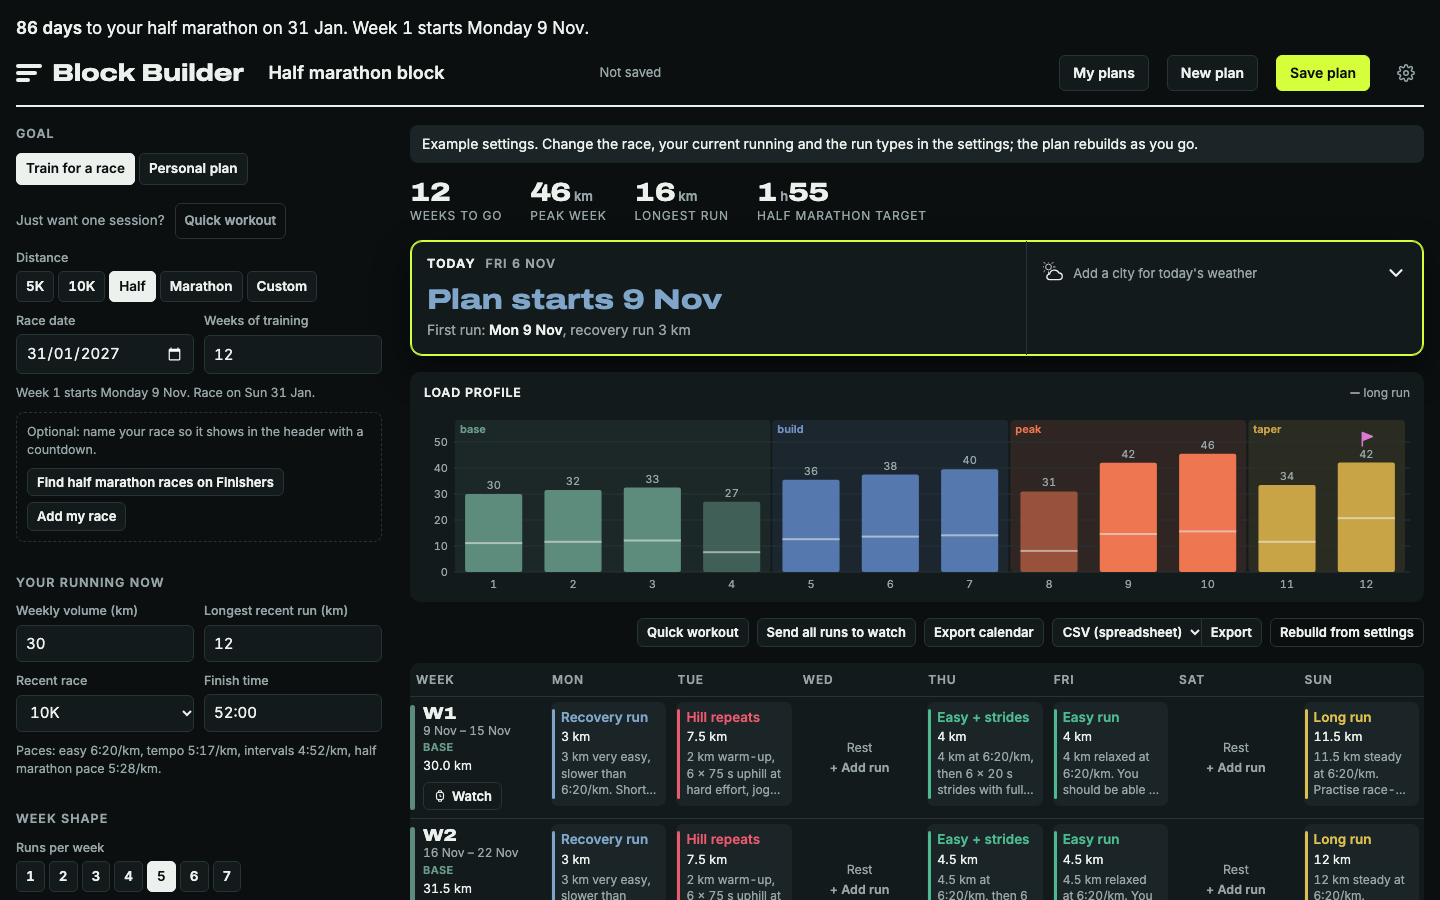 86 days to your half marathon on 31 Jan. Week 1 starts Monday 9 Nov.
Block Builder
Half marathon block
Not saved
My plans
New plan
Save plan
GOAL
Train for a race
Personal plan
Just want one session?
Quick workout
Distance
5K
10K
Half
Marathon
Custom
Race date
Weeks of training
31/01/2027
12
Week 1 starts Monday 9 Nov. Race on Sun 31 Jan.
Optional: name your race so it shows in the header with a
countdown.
Find half marathon races on Finishers
Add my race
YOUR RUNNING NOW
Weekly volume (km)
Longest recent run (km)
30
12
Recent race
Finish time
10K
52:00
Paces: easy 6:20/km, tempo 5:17/km, intervals 4:52/km, half
marathon pace 5:28/km.
WEEK SHAPE
Runs per week
1
2
3
4
5
6
7
Example settings. Change the race, your current running and the run types in the settings; the plan rebuilds as you go.
12
WEEKS TO GO
46 km
PEAK WEEK
16 km
LONGEST RUN
1 h 55
HALF MARATHON TARGET
TODAY FRI 6 NOV
Plan starts 9 Nov
First run: Mon 9 Nov, recovery run 3 km
Add a city for today's weather
LOAD PROFILE
— long run
base
build
peak
taper
50
40
30
20
10
0
30
32
33
27
36
38
40
31
42
46
34
42
1
2
3
4
5
6
7
8
9
10
11
12
Quick workout
Send all runs to watch
Export calendar
CSV (spreadsheet)
Export
Rebuild from settings
WEEK
MON
TUE
WED
THU
FRI
SAT
SUN
W1
9 Nov – 15 Nov
BASE
30.0 km
Watch
Recovery run
3 km
3 km very easy,
slower than
6:20/km. Short...
Hill repeats
7.5 km
2 km warm-up,
6 × 75 s uphill at
hard effort, jog...
Rest
+ Add run
Easy + strides
4 km
4 km at 6:20/km,
then 6 × 20 s
strides with full...
Easy run
4 km
4 km relaxed at
6:20/km. You
should be able ...
Rest
+ Add run
Long run
11.5 km
11.5 km steady
at 6:20/km.
Practise race-...
W2
16 Nov – 22 Nov
BASE
31.5 km
Recovery run
3 km
3 km very easy,
slower than
Hill repeats
7.5 km
2 km warm-up,
6 × 75 s uphill at
Rest
+ Add run
Easy + strides
4.5 km
4.5 km at
6:20/km, then 6
Easy run
4.5 km
4.5 km relaxed
at 6:20/km. You
Rest
+ Add run
Long run
12 km
12 km steady at
6:20/km.